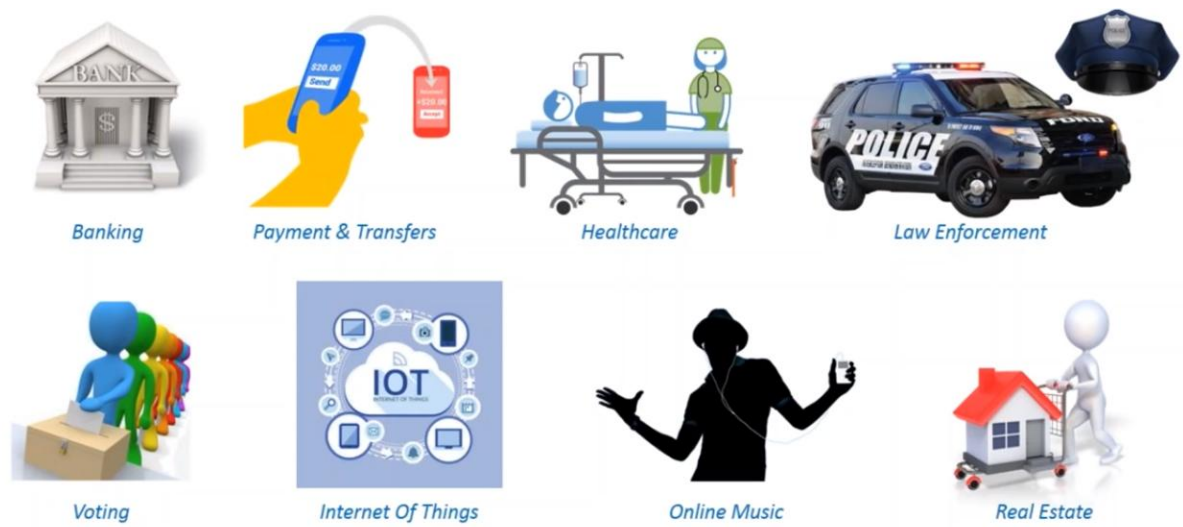 BANK
$
$20.00
Send
+$20.00
POLICE
FORD
Banking
Payment & Transfers
Healthcare
Law Enforcement
IOT
INTERNET OF THINGS
Voting
Internet Of Things
Online Music
Real Estate